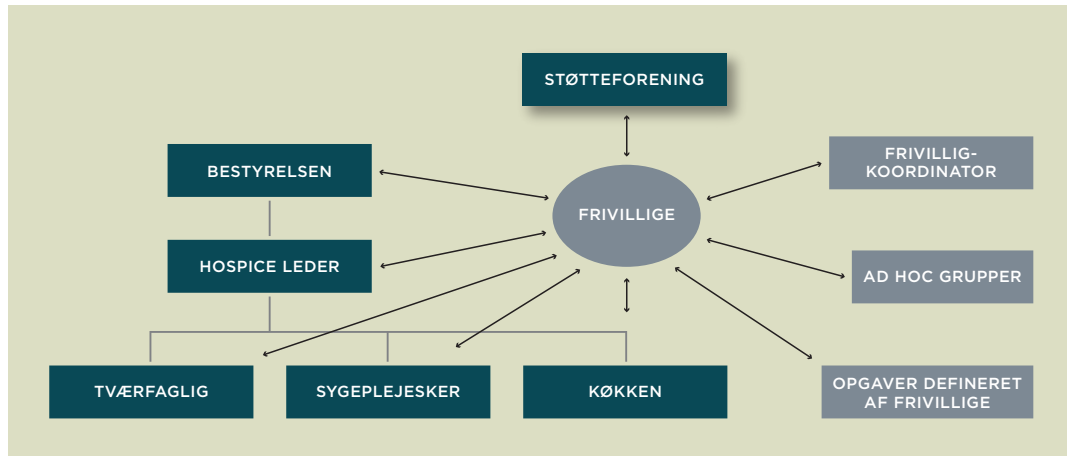 STØTTEFORENING
BESTYRELSEN
FRIVILLIG-
KOORDINATOR
FRIVILLIGE
HOSPICE LEDER
AD HOC GRUPPER
TVÆRFAGLIG
SYGEPLEJESKER
KØKKEN
OPGAVER DEFINERET
AF FRIVILLIGE